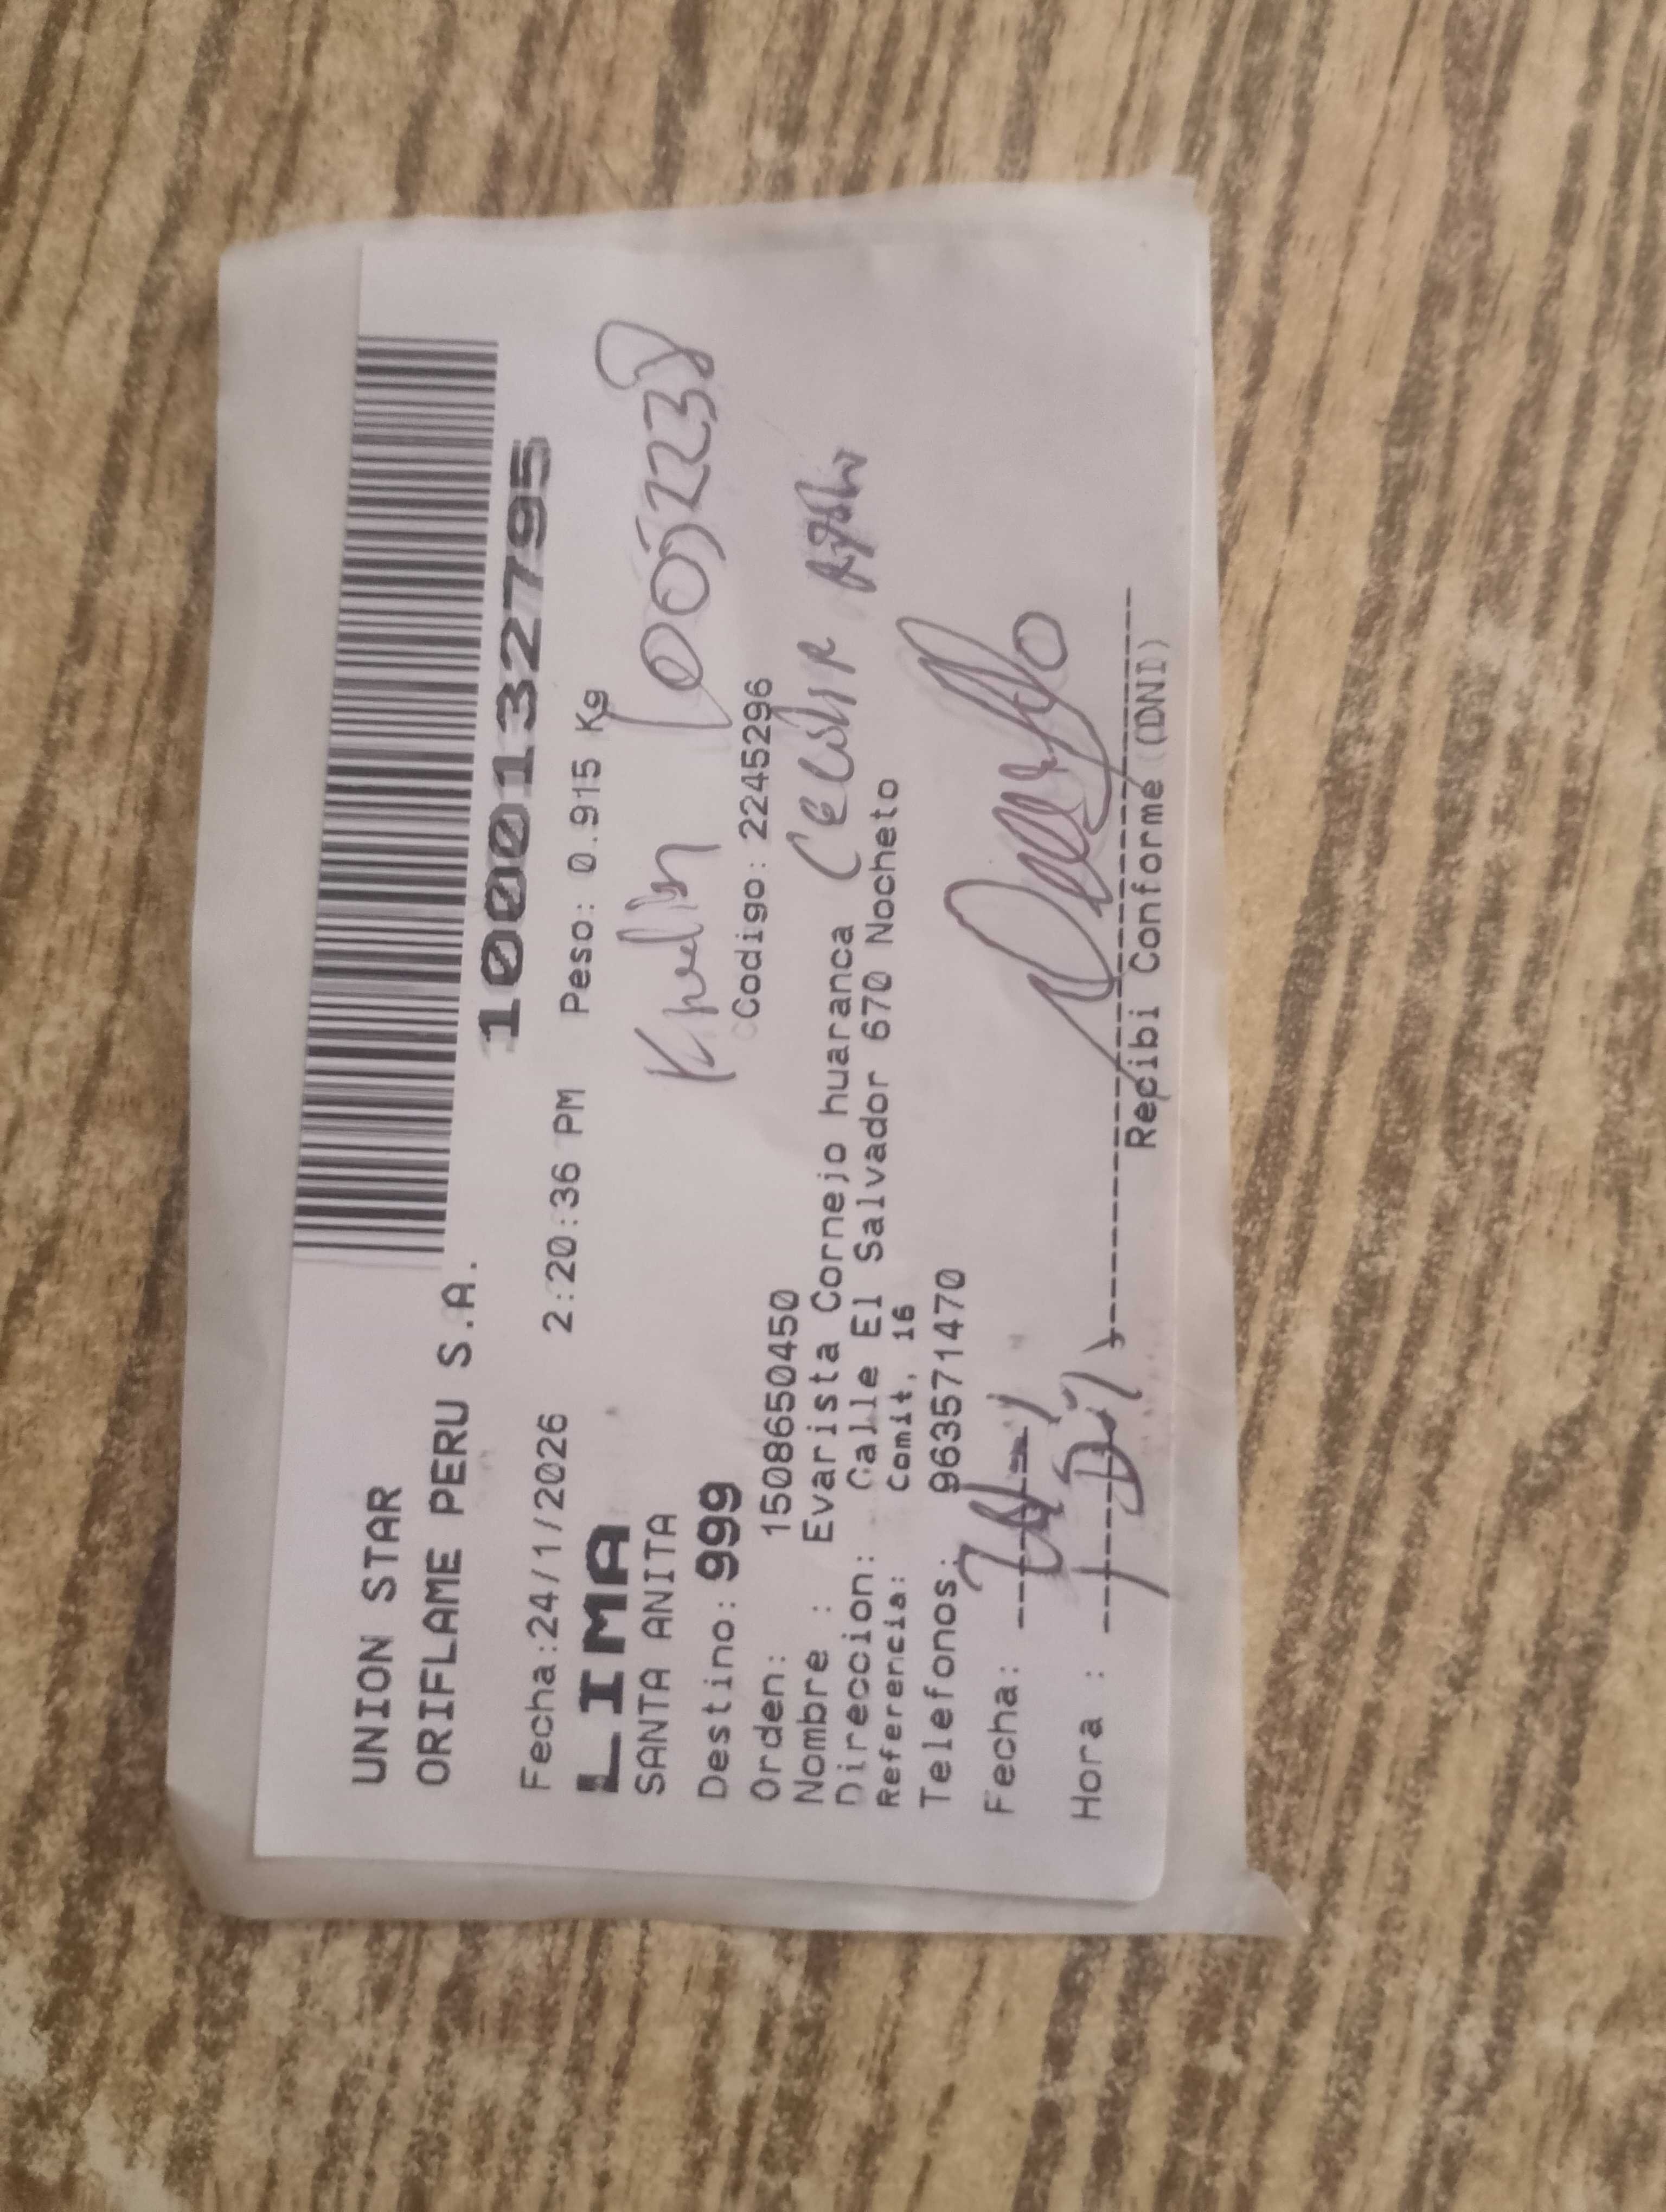 UNION STAR
ORIFLAME PERU S.A.
1000132795
Fecha:24/1/2026 2:20:36 PM Peso: 0.915 Kg
LIMA
SANTA ANITA
Destino: 999
Orden: 1508650450 Codigo: 2245296
Nombre : Evarista Cornejo huaranca
Direccion: Calle El Salvador 670 Nocheto
Referencia: Comit. 16
Telefonos: 963571470
Fecha:
Hora :
Recibi Conforme (DNI)